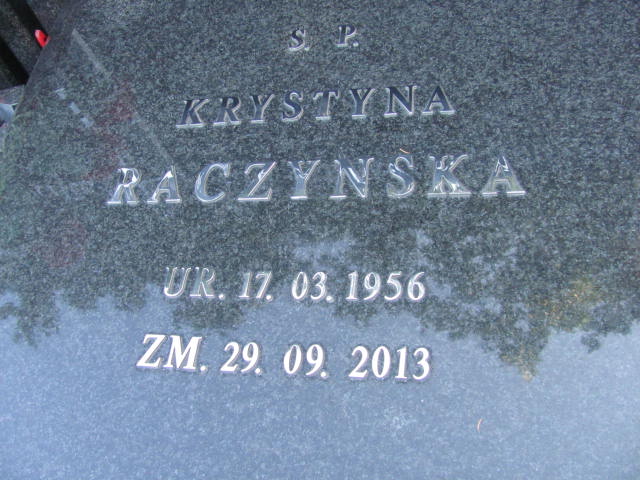 Ś. P.
KRYSTYNA
RACZYŃSKA
UR. 17. 03. 1956
ZM. 29. 09. 2013